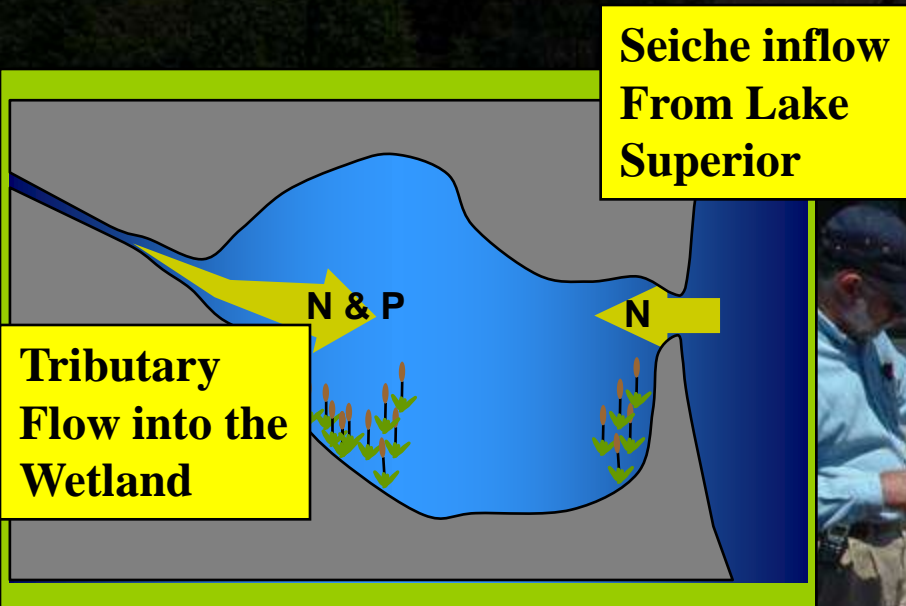 Seiche inflow
From Lake
Superior
N & P
N
Tributary
Flow into the
Wetland